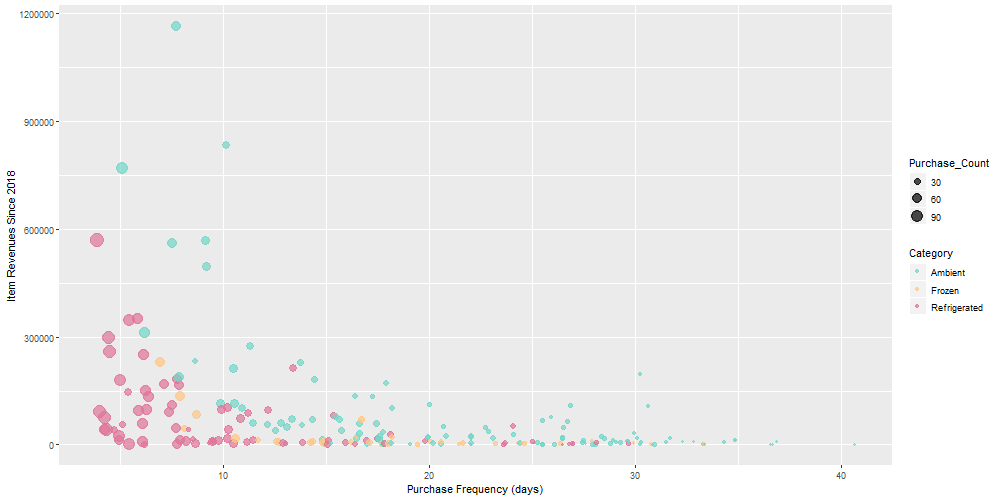 1200000
900000
600000
300000
0
Item Revenues Since 2018
10
20
30
40
Purchase Frequency (days)
Purchase_Count
30
60
90
Category
Ambient
Frozen
Refrigerated